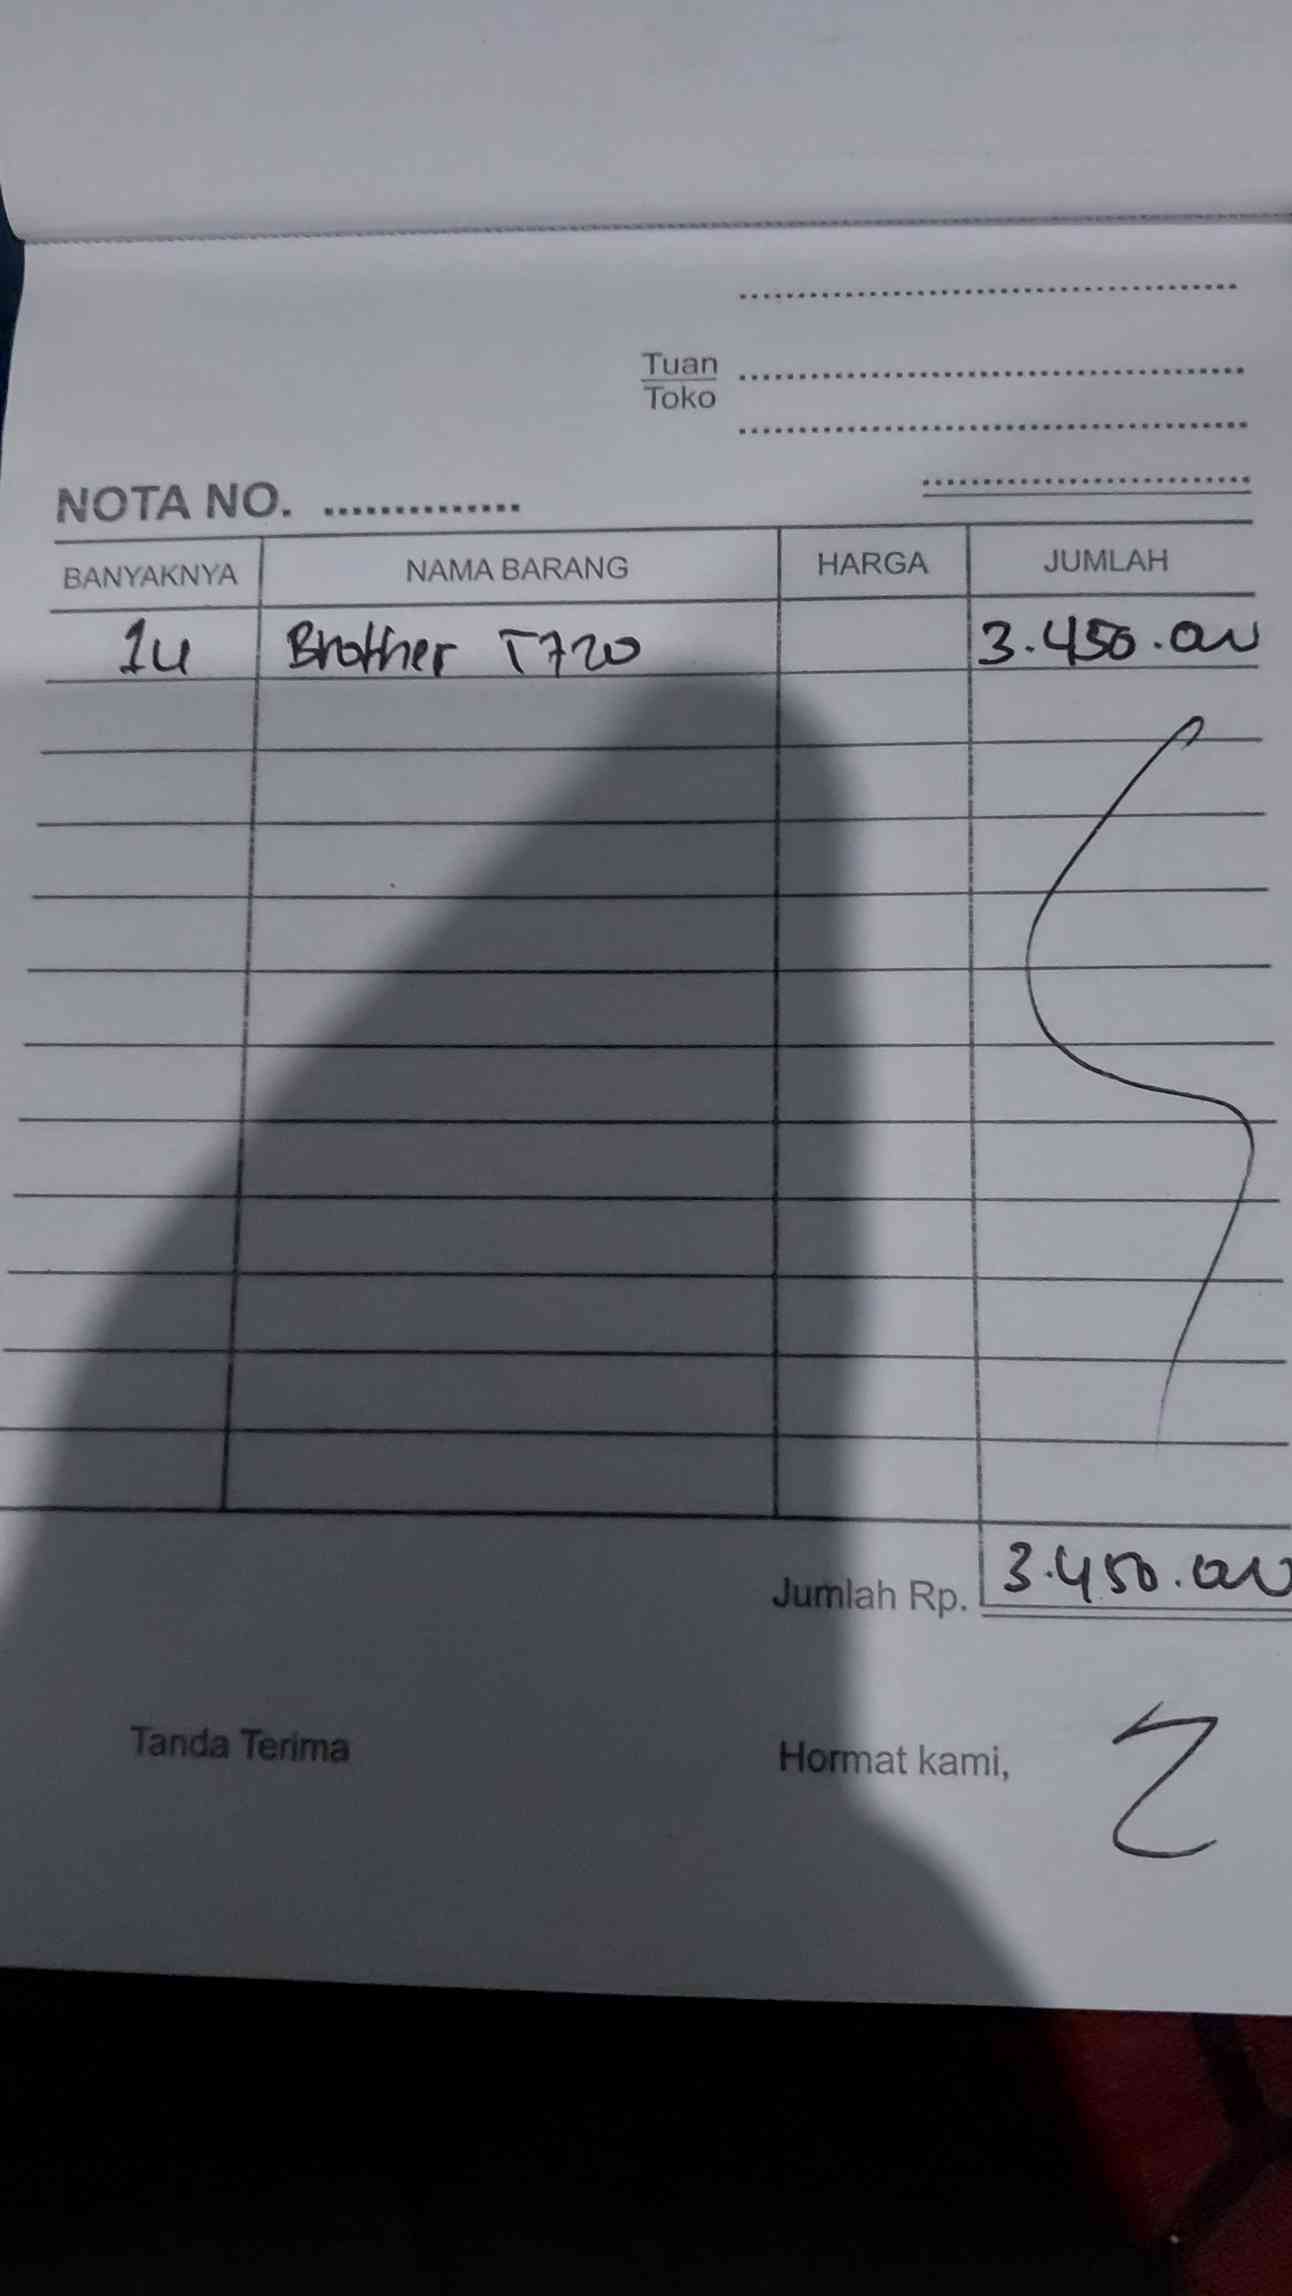 Tuan
Toko
NOTA NO. ..............
BANYAKNYA NAMA BARANG HARGA JUMLAH
1u Brother T720 3.450.000
Jumlah Rp. 3.450.000
Tanda Terima Hormat kami,